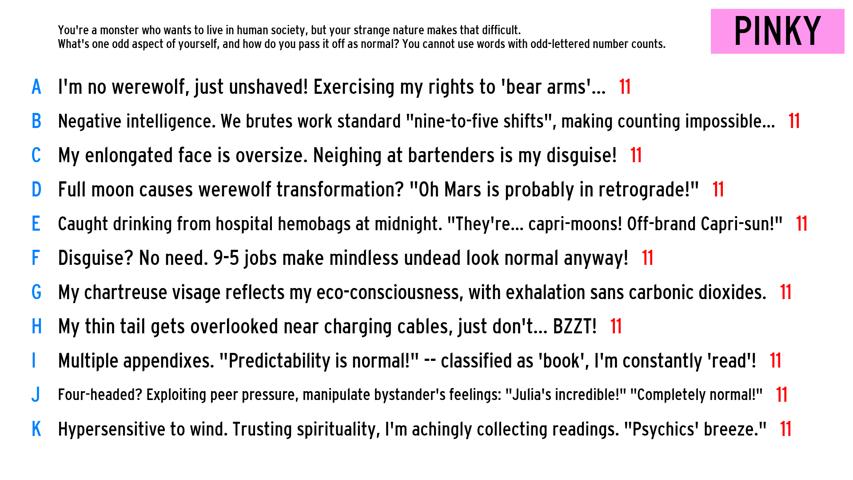 You're a monster who wants to live in human society, but your strange nature makes that difficult.
What's one odd aspect of yourself, and how do you pass it off as normal? You cannot use words with odd-lettered number counts.
PINKY
A I'm no werewolf, just unshaved! Exercising my rights to 'bear arms'... 11
B Negative intelligence. We brutes work standard "nine-to-five shifts", making counting impossible... 11
C My enlongated face is oversize. Neighing at bartenders is my disguise! 11
D Full moon causes werewolf transformation? "Oh Mars is probably in retrograde!" 11
E Caught drinking from hospital hemobags at midnight. "They're... capri-moons! Off-brand Capri-sun!" 11
F Disguise? No need. 9-5 jobs make mindless undead look normal anyway! 11
G My chartreuse visage reflects my eco-consciousness, with exhalation sans carbonic dioxides. 11
H My thin tail gets overlooked near charging cables, just don't... BZZT! 11
I Multiple appendixes. "Predictability is normal!" -- classified as 'book', I'm constantly 'read'! 11
J Four-headed? Exploiting peer pressure, manipulate bystander's feelings: "Julia's incredible!" "Completely normal!" 11
K Hypersensitive to wind. Trusting spirituality, I'm achingly collecting readings. "Psychics' breeze." 11